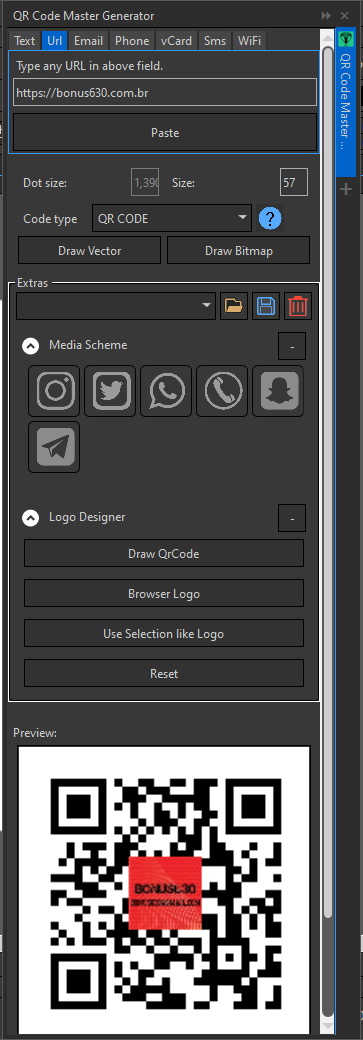 QR Code Master Generator
Text Url Email Phone vCard Sms WiFi
QR Code Master ...
Type any URL in above field.
https://bonus630.com.br
Paste
Dot size: 1,390 Size: 57
Code type QR CODE ?
Draw Vector Draw Bitmap
Extras
Media Scheme -
Logo Designer -
Draw QrCode
Browser Logo
Use Selection like Logo
Reset
Preview:
BONUS630